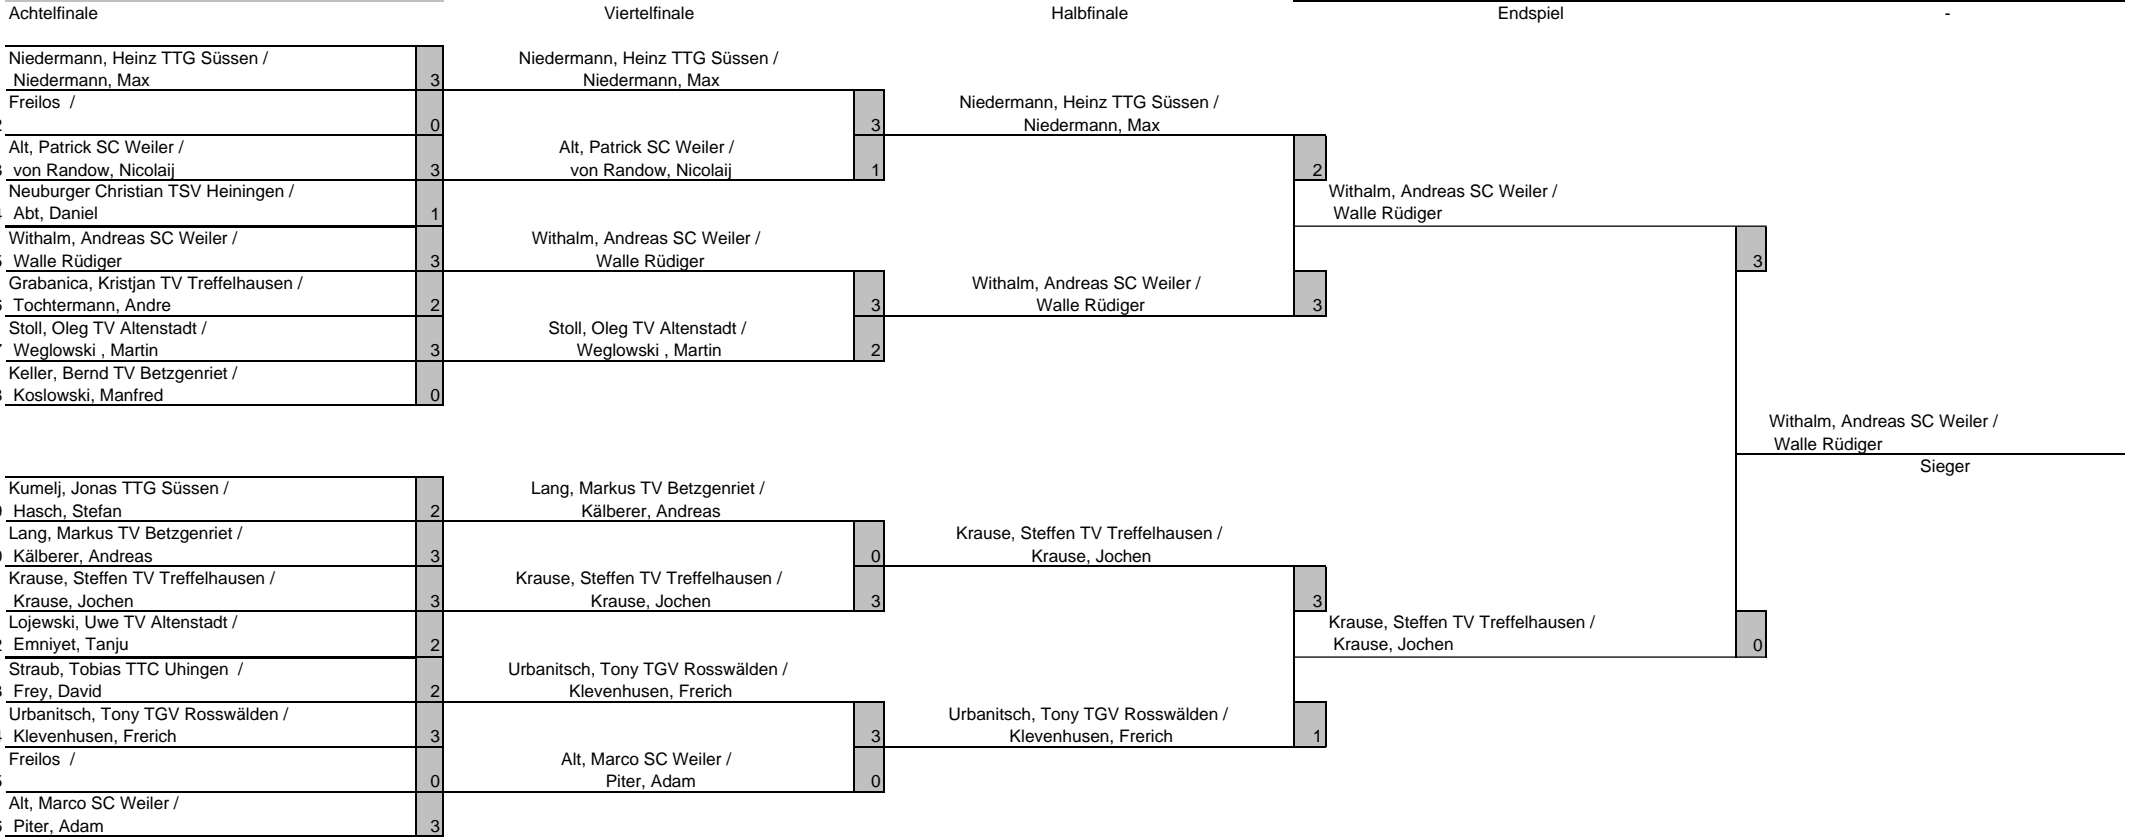 Achtelfinale Viertelfinale Halbfinale Endspiel -
Niedermann, Heinz TTG Süssen / Niedermann, Heinz TTG Süssen /
Niedermann, Max 3 Niedermann, Max
Freilos / Niedermann, Heinz TTG Süssen /
0 3 Niedermann, Max
Alt, Patrick SC Weiler / Alt, Patrick SC Weiler /
von Randow, Nicolaij 3 von Randow, Nicolaij 1 2
Neuburger Christian TSV Heiningen / Withalm, Andreas SC Weiler /
Abt, Daniel 1 Walle Rüdiger
Withalm, Andreas SC Weiler / Withalm, Andreas SC Weiler /
Walle Rüdiger 3 Walle Rüdiger 3
Grabanica, Kristjan TV Treffelhausen / Withalm, Andreas SC Weiler /
Tochtermann, Andre 2 3 Walle Rüdiger 3
Stoll, Oleg TV Altenstadt / Stoll, Oleg TV Altenstadt /
Weglowski , Martin 3 Weglowski , Martin 2
Keller, Bernd TV Betzgenriet /
Koslowski, Manfred 0
Withalm, Andreas SC Weiler /
Walle Rüdiger
Sieger
Kumelj, Jonas TTG Süssen / Lang, Markus TV Betzgenriet /
Hasch, Stefan 2 Kälberer, Andreas
Lang, Markus TV Betzgenriet / Krause, Steffen TV Treffelhausen /
Kälberer, Andreas 3 0 Krause, Jochen
Krause, Steffen TV Treffelhausen / Krause, Steffen TV Treffelhausen /
Krause, Jochen 3 Krause, Jochen 3 3
Lojewski, Uwe TV Altenstadt / Krause, Steffen TV Treffelhausen /
Emniyet, Tanju 2 Krause, Jochen 0
Straub, Tobias TTC Uhingen / Urbanitsch, Tony TGV Rosswälden /
Frey, David 2 Klevenhusen, Frerich
Urbanitsch, Tony TGV Rosswälden / Urbanitsch, Tony TGV Rosswälden /
Klevenhusen, Frerich 3 3 Klevenhusen, Frerich 1
Freilos / Alt, Marco SC Weiler /
0 Piter, Adam 0
Alt, Marco SC Weiler /
Piter, Adam 3